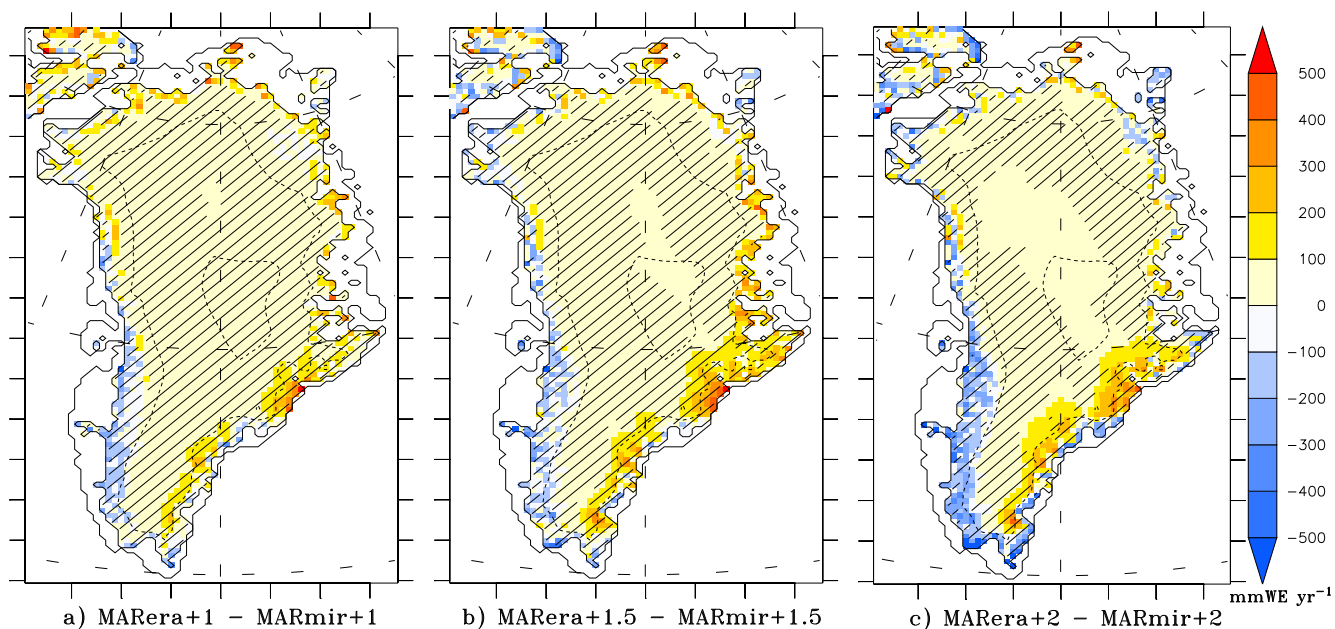 500
400
300
200
100
0
−100
−200
−300
−400
−500
mmWE yr⁻¹
a) MARera+1 − MARmir+1
b) MARera+1.5 − MARmir+1.5
c) MARera+2 − MARmir+2